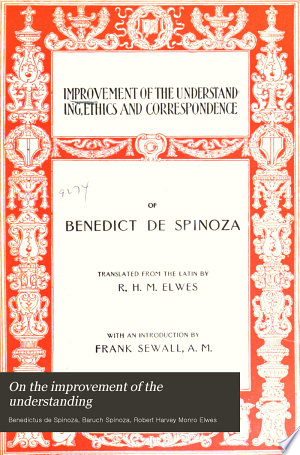 IMPROVEMENT OF THE UNDERSTAND
ING, ETHICS AND CORRESPONDENCE
OF
BENEDICT DE SPINOZA
TRANSLATED FROM THE LATIN BY
R. H. M. ELWES
WITH AN INTRODUCTION BY
FRANK SEWALL, A. M.
On the improvement of the
understanding
Benedictus de Spinoza, Baruch Spinoza, Robert Harvey Monro Elwes